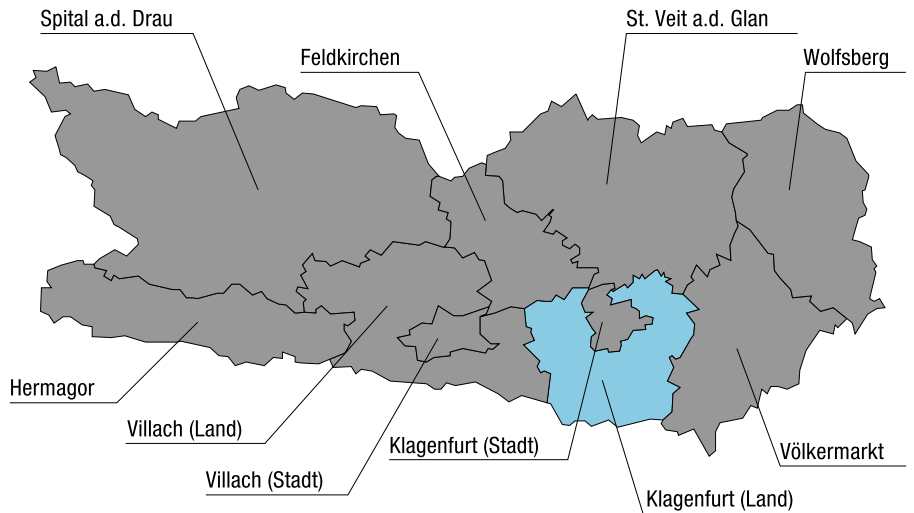 Spital a.d. Drau
St. Veit a.d. Glan
Feldkirchen
Wolfsberg
Hermagor
Villach (Land)
Klagenfurt (Stadt)
Völkermarkt
Villach (Stadt)
Klagenfurt (Land)